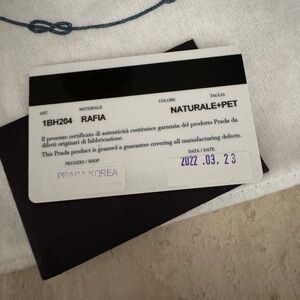 ART MATERIALE COLORE TAGLIA
1BH204 RAFIA NATURALE+PET
Il presente certificato di autenticità costituisce garanzia del prodotto Prada da
difetti originari di fabbricazione.
This Prada product is granted a guarantee covering all manufacturing defects.
NEGOZIO / SHOP DATA / DATE
PRADA KOREA 2022 .03. 23